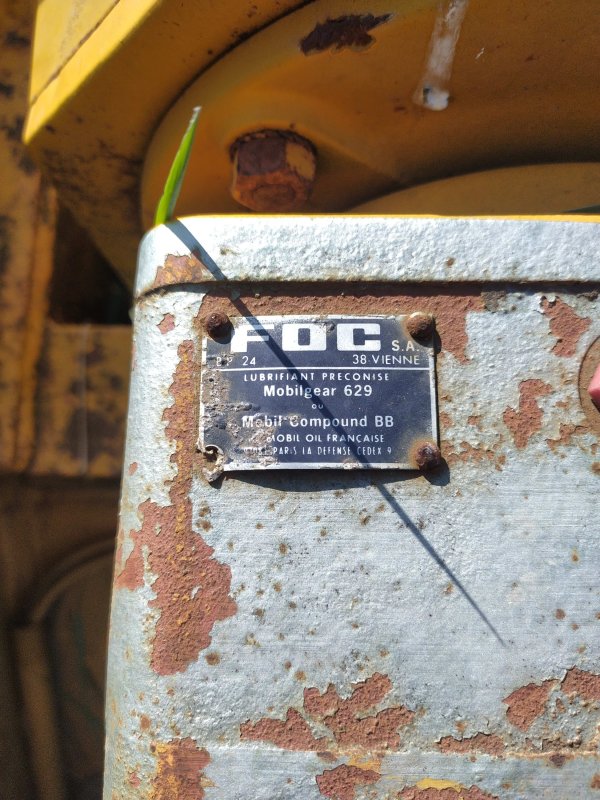 FOC S.A.
BP 24 38 VIENNE
LUBRIFIANT PRECONISE
Mobilgear 629
ou
Mobil Compound BB
MOBIL OIL FRANÇAISE
PARIS LA DEFENSE CEDEX 9